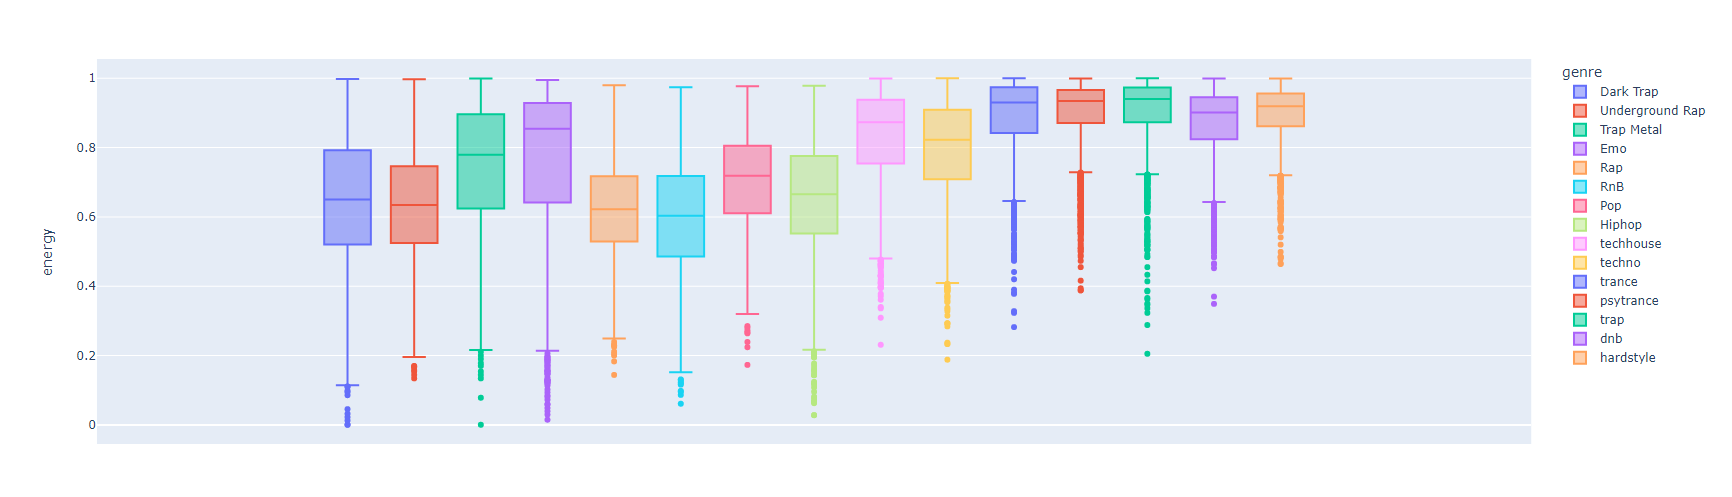 energy
1
0.8
0.6
0.4
0.2
0
genre
Dark Trap
Underground Rap
Trap Metal
Emo
Rap
RnB
Pop
Hiphop
techhouse
techno
trance
psytrance
trap
dnb
hardstyle